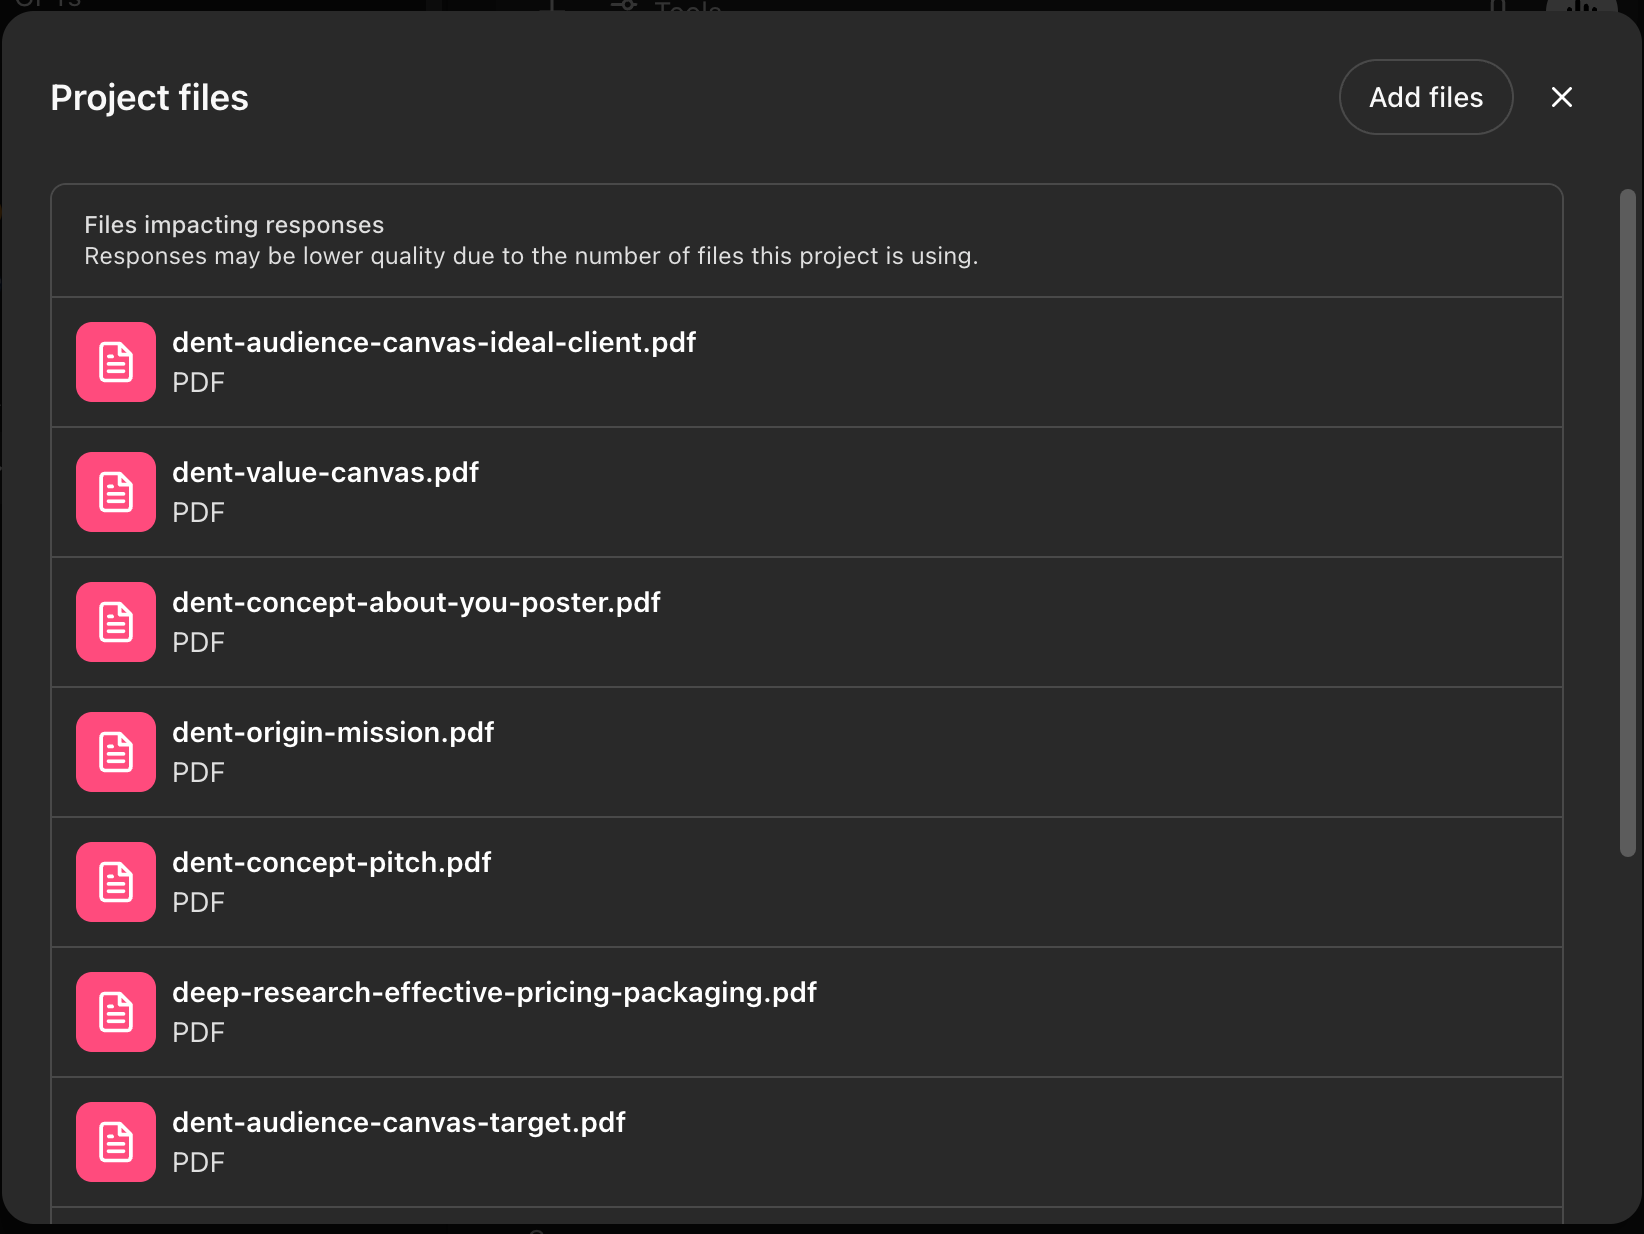 Tools
Project files
Add files
Files impacting responses
Responses may be lower quality due to the number of files this project is using.
dent-audience-canvas-ideal-client.pdf
PDF
dent-value-canvas.pdf
PDF
dent-concept-about-you-poster.pdf
PDF
dent-origin-mission.pdf
PDF
dent-concept-pitch.pdf
PDF
deep-research-effective-pricing-packaging.pdf
PDF
dent-audience-canvas-target.pdf
PDF